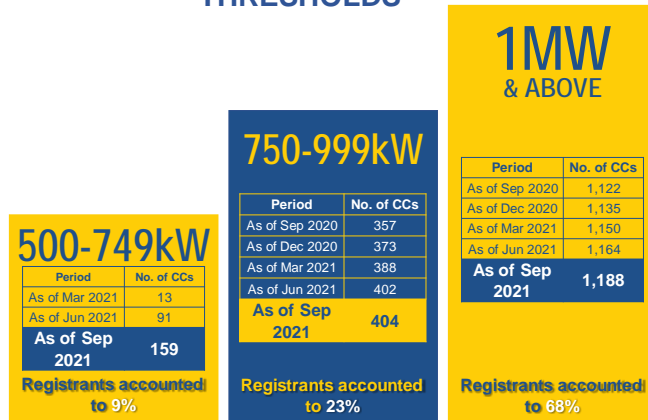 THRESHOLDS
500-749kW
Period No. of CCs
As of Mar 2021 13
As of Jun 2021 91
As of Sep
2021 159
Registrants accounted
to 9%
750-999kW
Period No. of CCs
As of Sep 2020 357
As of Dec 2020 373
As of Mar 2021 388
As of Jun 2021 402
As of Sep
2021 404
Registrants accounted
to 23%
1MW
& ABOVE
Period No. of CCs
As of Sep 2020 1,122
As of Dec 2020 1,135
As of Mar 2021 1,150
As of Jun 2021 1,164
As of Sep
2021 1,188
Registrants accounted
to 68%